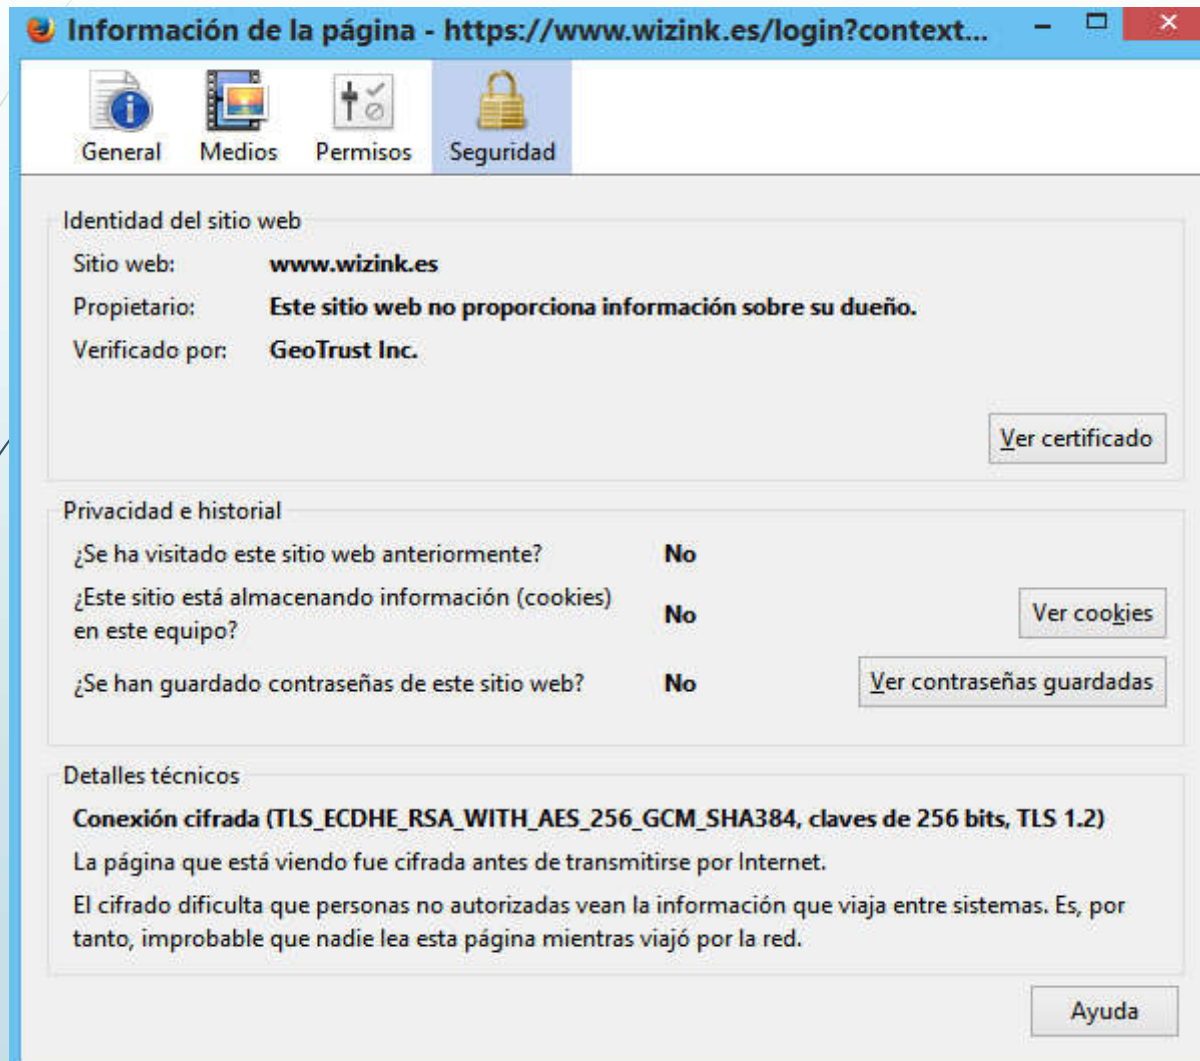 Información de la página - https://www.wizink.es/login?context...
General Medios Permisos Seguridad
Identidad del sitio web
Sitio web: www.wizink.es
Propietario: Este sitio web no proporciona información sobre su dueño.
Verificado por: GeoTrust Inc.
Ver certificado
Privacidad e historial
¿Se ha visitado este sitio web anteriormente? No
¿Este sitio está almacenando información (cookies)
en este equipo? No Ver cookies
¿Se han guardado contraseñas de este sitio web? No Ver contraseñas guardadas
Detalles técnicos
Conexión cifrada (TLS_ECDHE_RSA_WITH_AES_256_GCM_SHA384, claves de 256 bits, TLS 1.2)
La página que está viendo fue cifrada antes de transmitirse por Internet.
El cifrado dificulta que personas no autorizadas vean la información que viaja entre sistemas. Es, por
tanto, improbable que nadie lea esta página mientras viajó por la red.
Ayuda